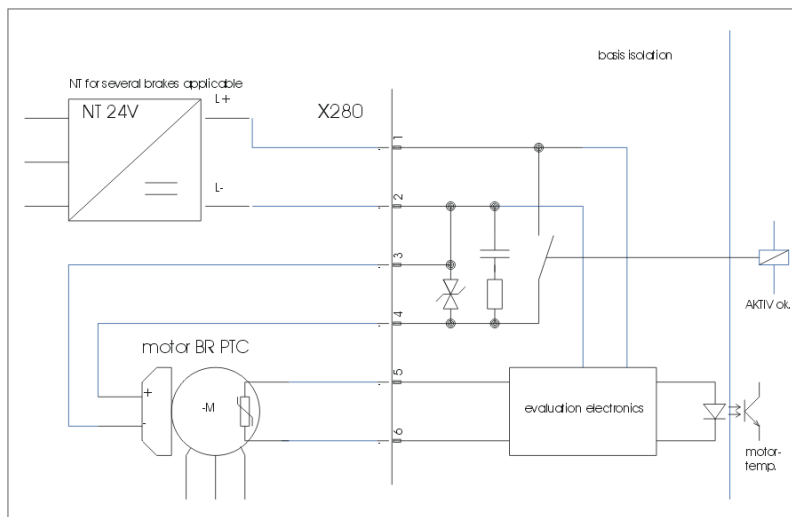 basis isolation
NT for several brakes applicable
NT 24V
L+
X280
1
L-
2
3
4
AKTIV ok.
motor BR PTC
5
+
-M
evaluation electronics
-
6
motor-
temp.